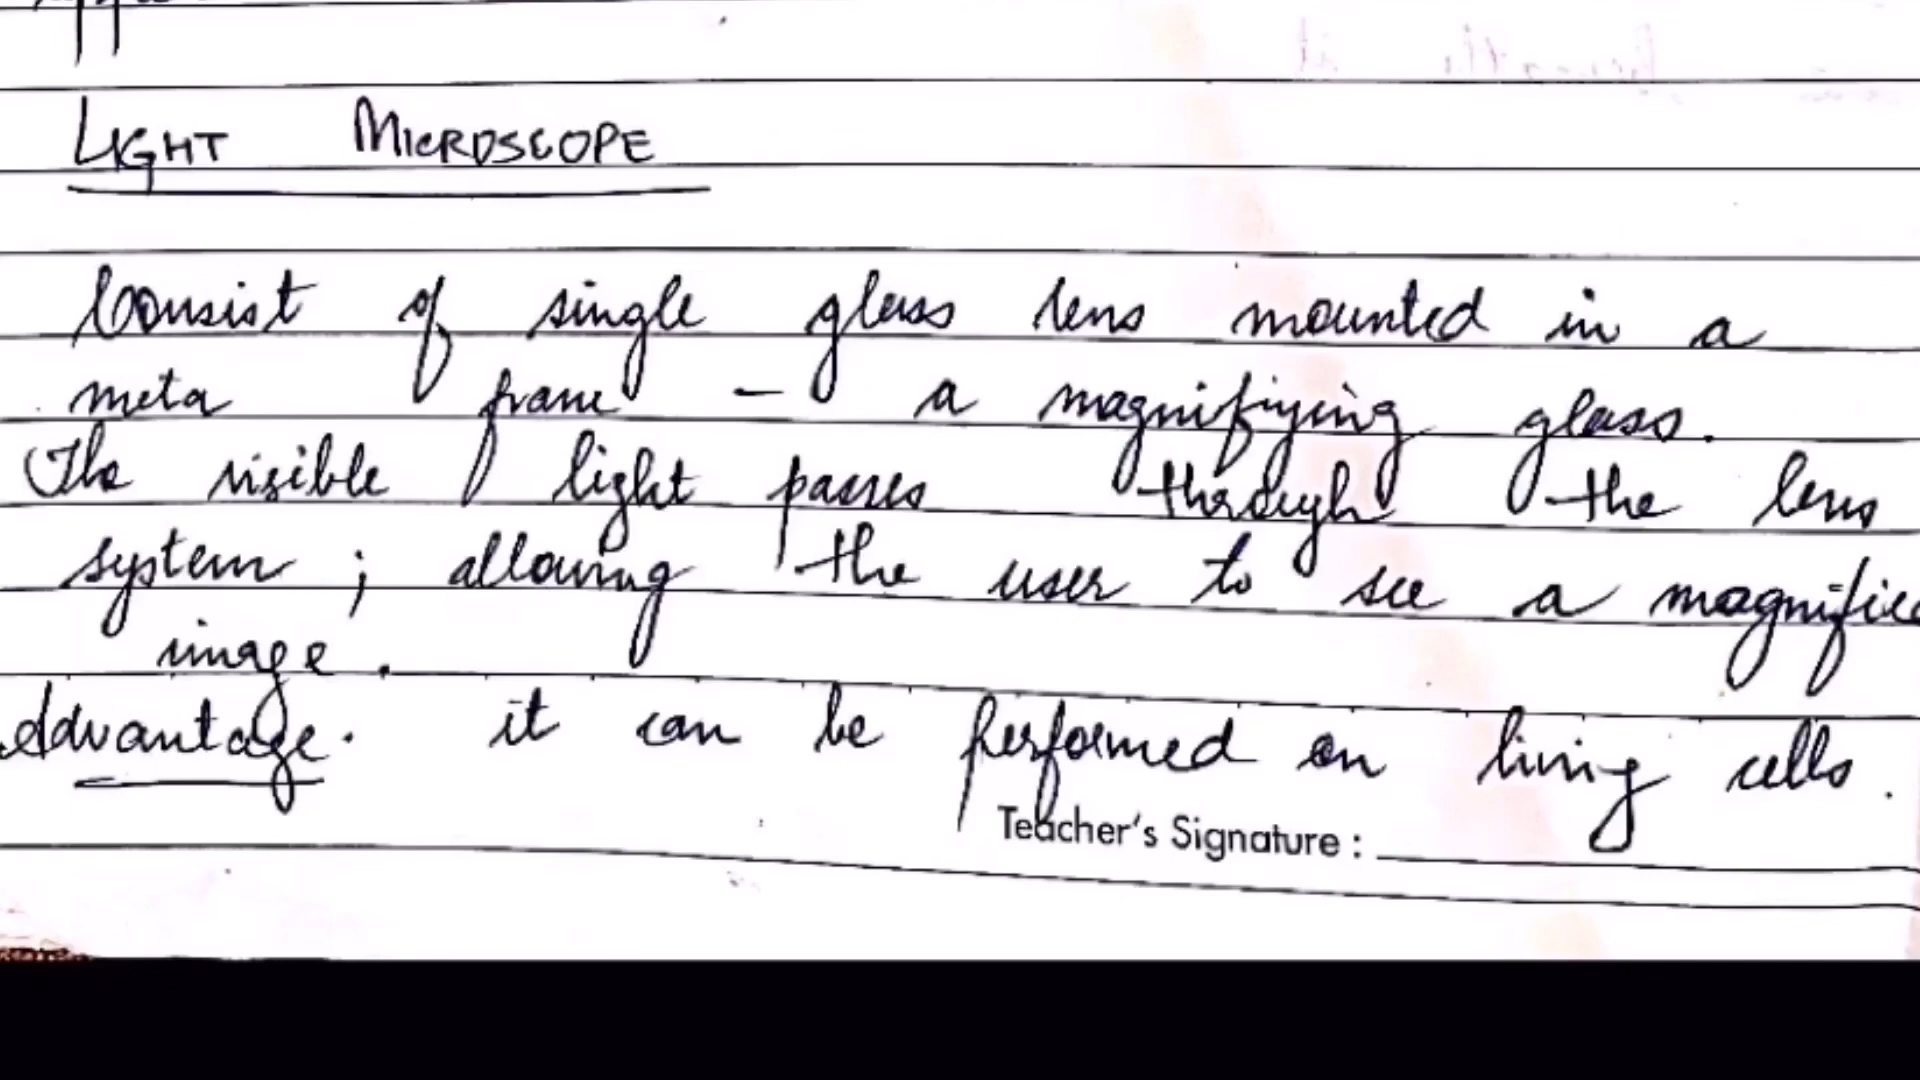 LIGHT MICROSCOPE
Consist of single glass lens mounted in a
meta frame - a magnifying glass.
The visible light passes through the lens
system ; allowing the user to see a magnified
image .
Advantage. it can be performed on living cells .
Teacher's Signature :